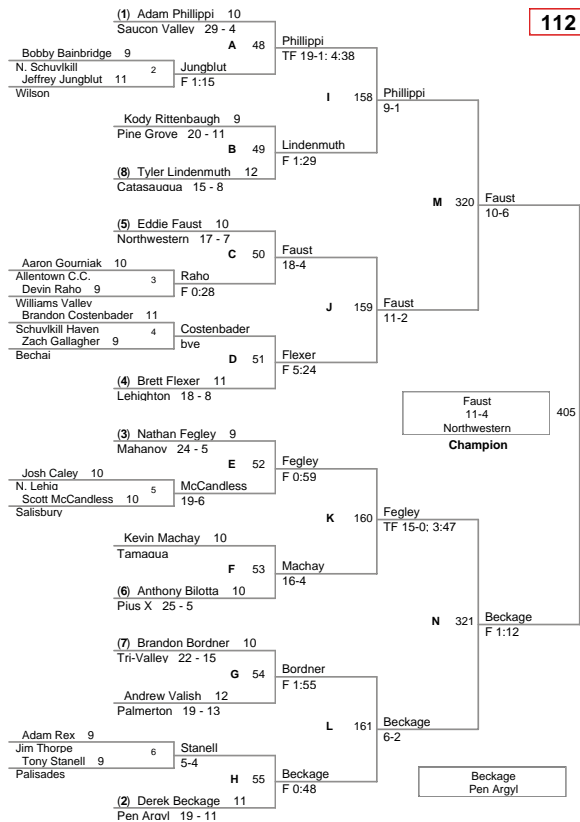 112
(1) Adam Phillippi 10
Saucon Valley 29 - 4
A 48
Phillippi
TF 19-1; 4:38
Bobby Bainbridge 9
N. Schuylkill
2
Jeffrey Jungblut 11
Wilson
Jungblut
F 1:15
I 158
Phillippi
9-1
Kody Rittenbaugh 9
Pine Grove 20 - 11
B 49
Lindenmuth
F 1:29
(8) Tyler Lindenmuth 12
Catasauqua 15 - 8
M 320
Faust
10-6
(5) Eddie Faust 10
Northwestern 17 - 7
C 50
Faust
18-4
Aaron Gourniak 10
Allentown C.C.
3
Devin Raho 9
Williams Valley
Raho
F 0:28
J 159
Faust
11-2
Brandon Costenbader 11
Schuylkill Haven
4
Zach Gallagher 9
Bechai
Costenbader
bye
D 51
Flexer
F 5:24
(4) Brett Flexer 11
Lehighton 18 - 8
Faust
11-4
Northwestern
405
Champion
(3) Nathan Fegley 9
Mahanoy 24 - 5
E 52
Fegley
F 0:59
Josh Caley 10
N. Lehig
5
Scott McCandless 10
Salisbury
McCandless
19-6
K 160
Fegley
TF 15-0; 3:47
Kevin Machay 10
Tamaqua
F 53
Machay
16-4
(6) Anthony Bilotta 10
Pius X 25 - 5
N 321
Beckage
F 1:12
(7) Brandon Bordner 10
Tri-Valley 22 - 15
G 54
Bordner
F 1:55
Andrew Valish 12
Palmerton 19 - 13
L 161
Beckage
6-2
Adam Rex 9
Jim Thorpe
6
Tony Stanell 9
Palisades
Stanell
5-4
H 55
Beckage
F 0:48
(2) Derek Beckage 11
Pen Argyl 19 - 11
Beckage
Pen Argyl